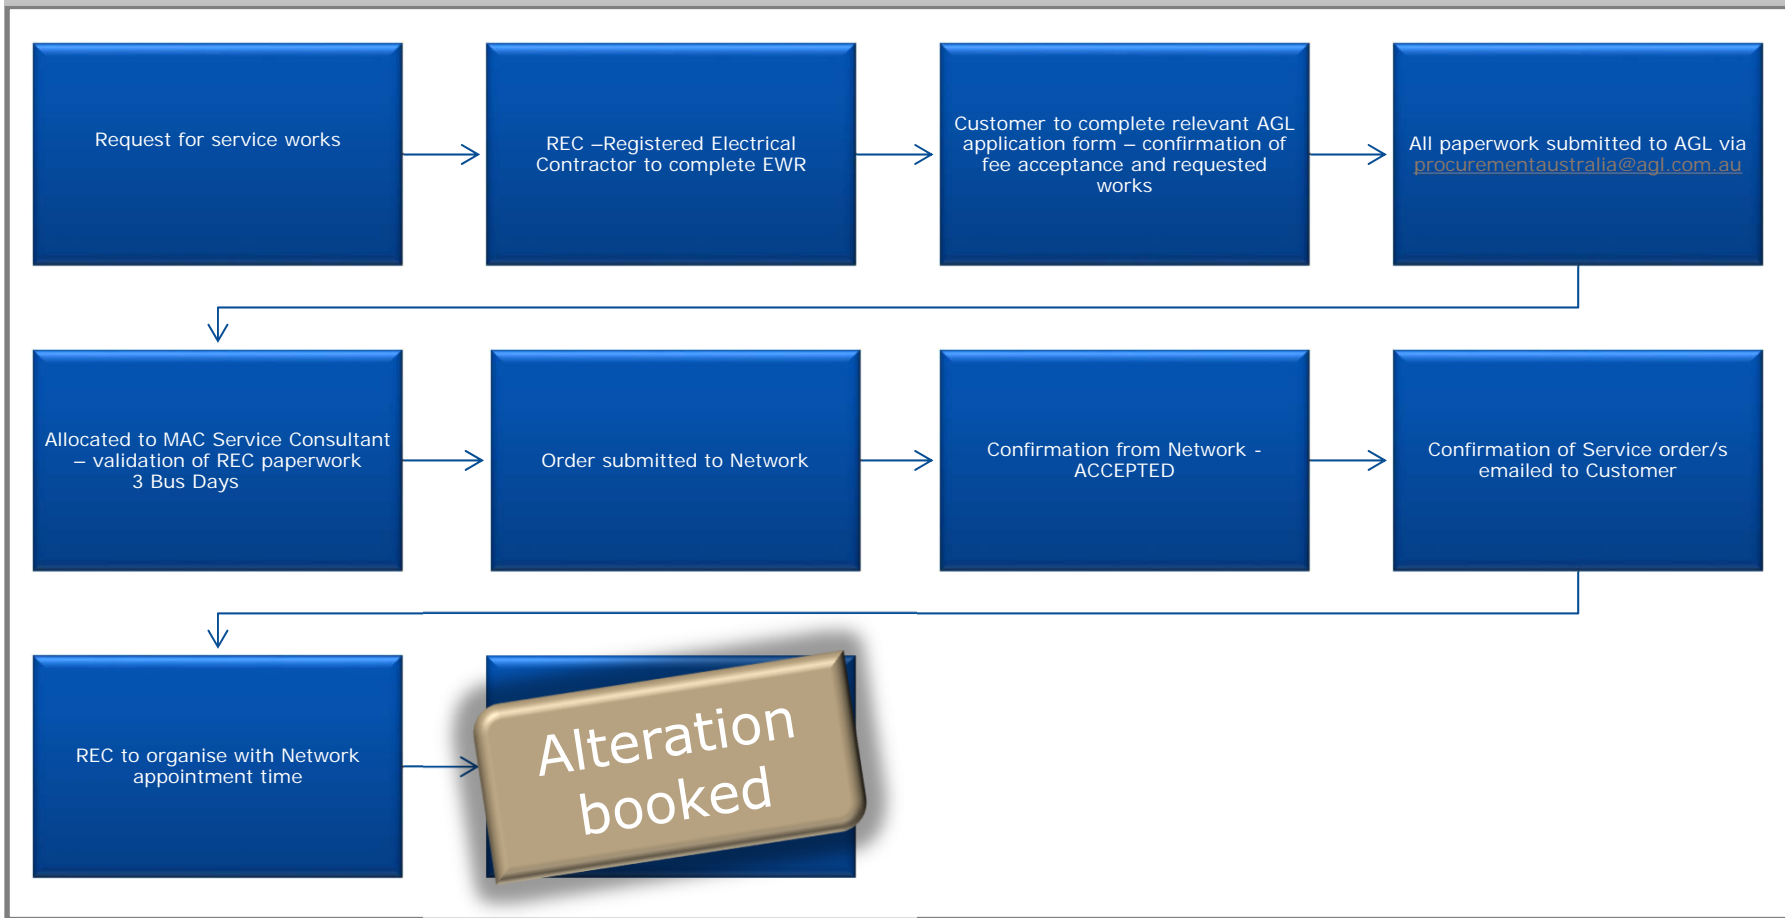 Request for service works
REC –Registered Electrical
Contractor to complete EWR
Customer to complete relevant AGL
application form – confirmation of
fee acceptance and requested
works
All paperwork submitted to AGL via
procurementaustralia@agl.com.au
Allocated to MAC Service Consultant
– validation of REC paperwork
3 Bus Days
Order submitted to Network
Confirmation from Network -
ACCEPTED
Confirmation of Service order/s
emailed to Customer
REC to organise with Network
appointment time
Alteration
booked